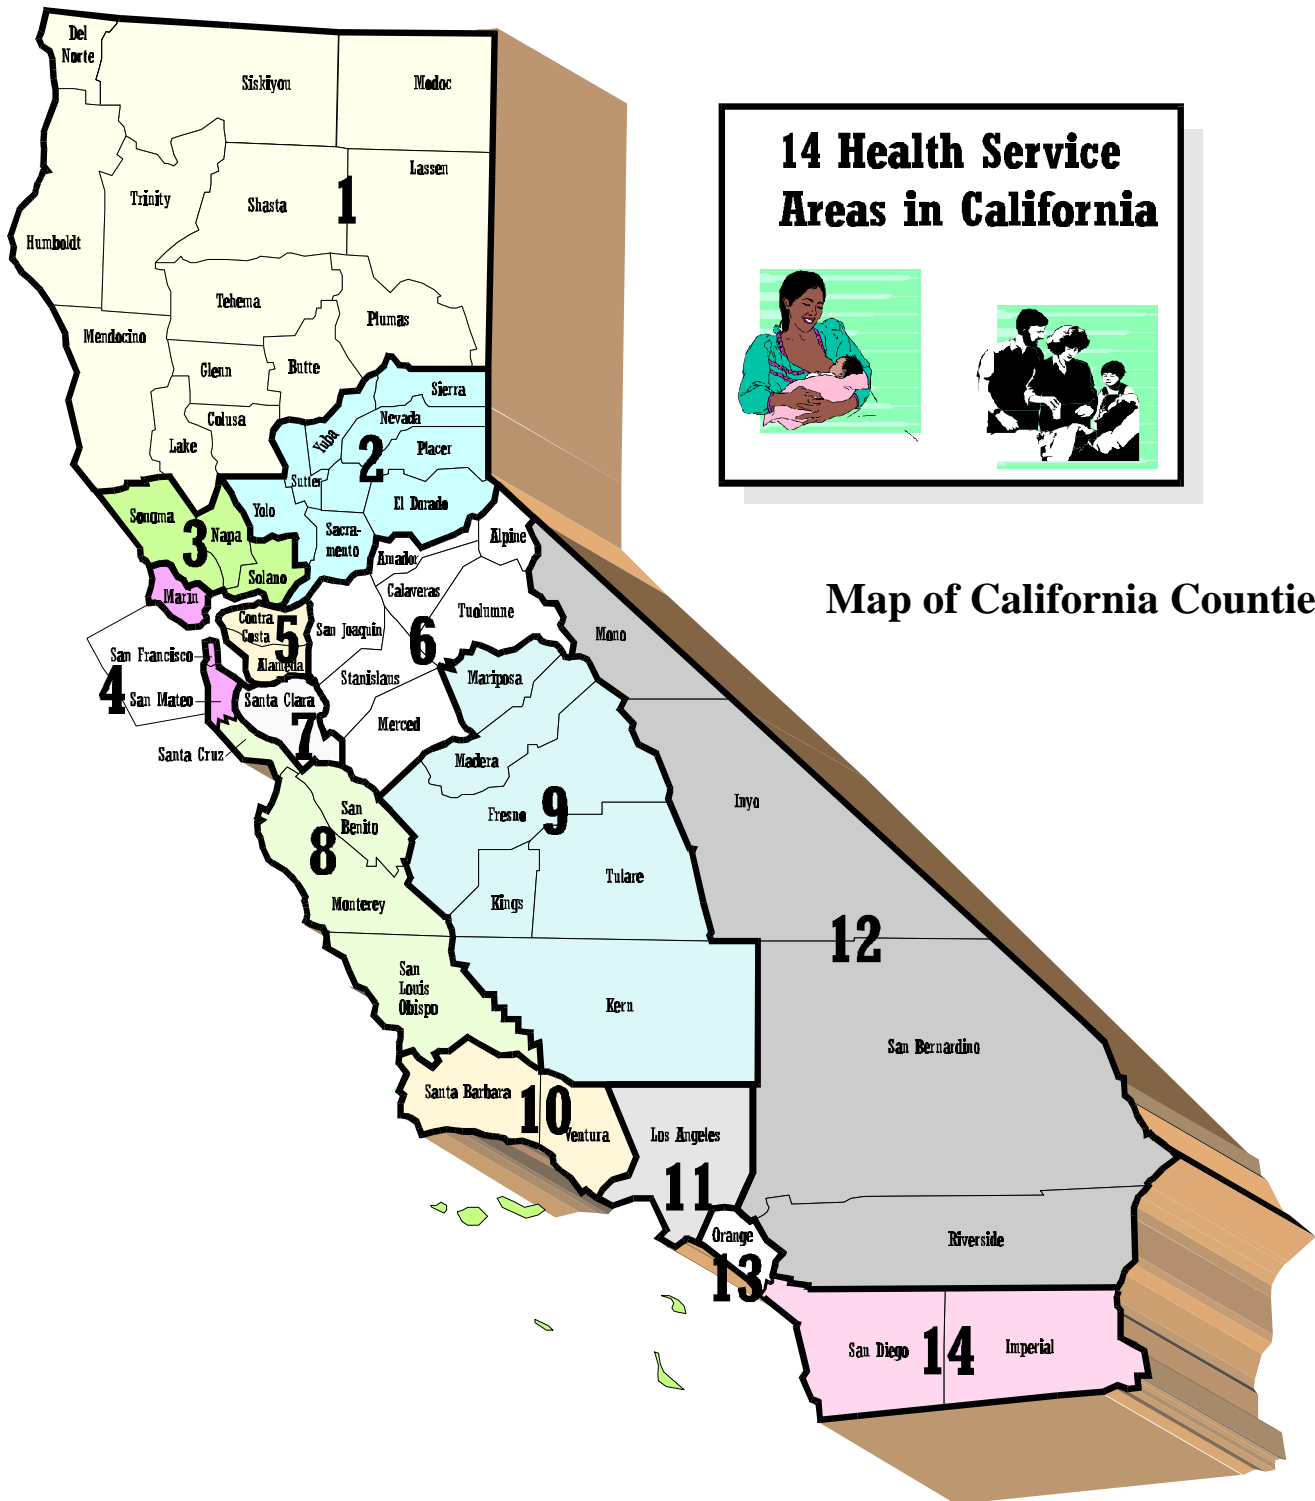 Del
Norte
Siskiyou
Modoc
14 Health Service
Areas in California
Lassen
Trinity
Shasta
1
Humboldt
Tehema
Plumas
Mendocino
Glenn
Butte
Sierra
Colusa
Nevada
Yuba
Lake
2
Placer
Sutter
El Dorado
Sonoma
Yolo
Napa
3
Sacra-
mento
Alpine
Amador
Solano
Calaveras
Marin
Map of California Countie
Tuolumne
Contra
Costa
5
San Joaquin
6
Mono
San Francisco
Alameda
4
Stanislaus
Mariposa
San Mateo
Santa Clara
Merced
7
Santa Cruz
Madera
Inyo
San
Benito
Fresno
9
8
Tulare
Monterey
Kings
12
San
Louis
Obispo
Kern
San Bernardino
Santa Barbara
10
Ventura
Los Angeles
11
Orange
Riverside
13
San Diego
14
Imperial